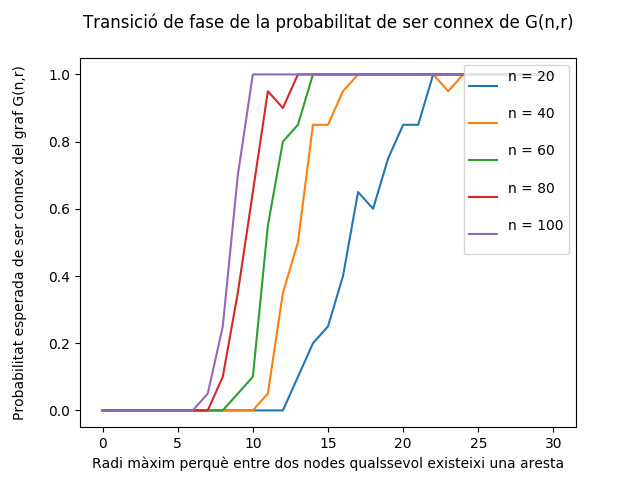 Transició de fase de la probabilitat de ser connex de G(n,r)
Probabilitat esperada de ser connex del graf G(n,r)
1.0
0.8
0.6
0.4
0.2
0.0
n = 20
n = 40
n = 60
n = 80
n = 100
0 5 10 15 20 25 30
Radi màxim perquè entre dos nodes qualssevol existeixi una aresta